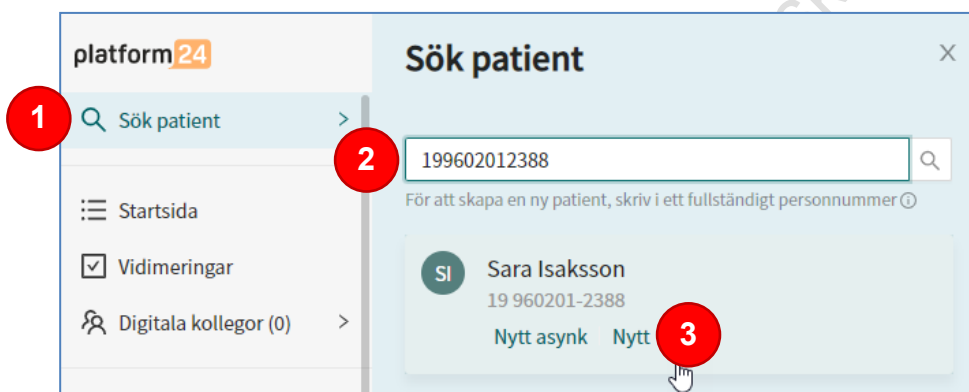 platform24
Sök patient
1
Sök patient
2
199602012388
För att skapa en ny patient, skriv i ett fullständigt personnummer
Startsida
Vidimeringar
Digitala kollegor (0)
SI
Sara Isaksson
19 960201-2388
Nytt asynk Nytt
3